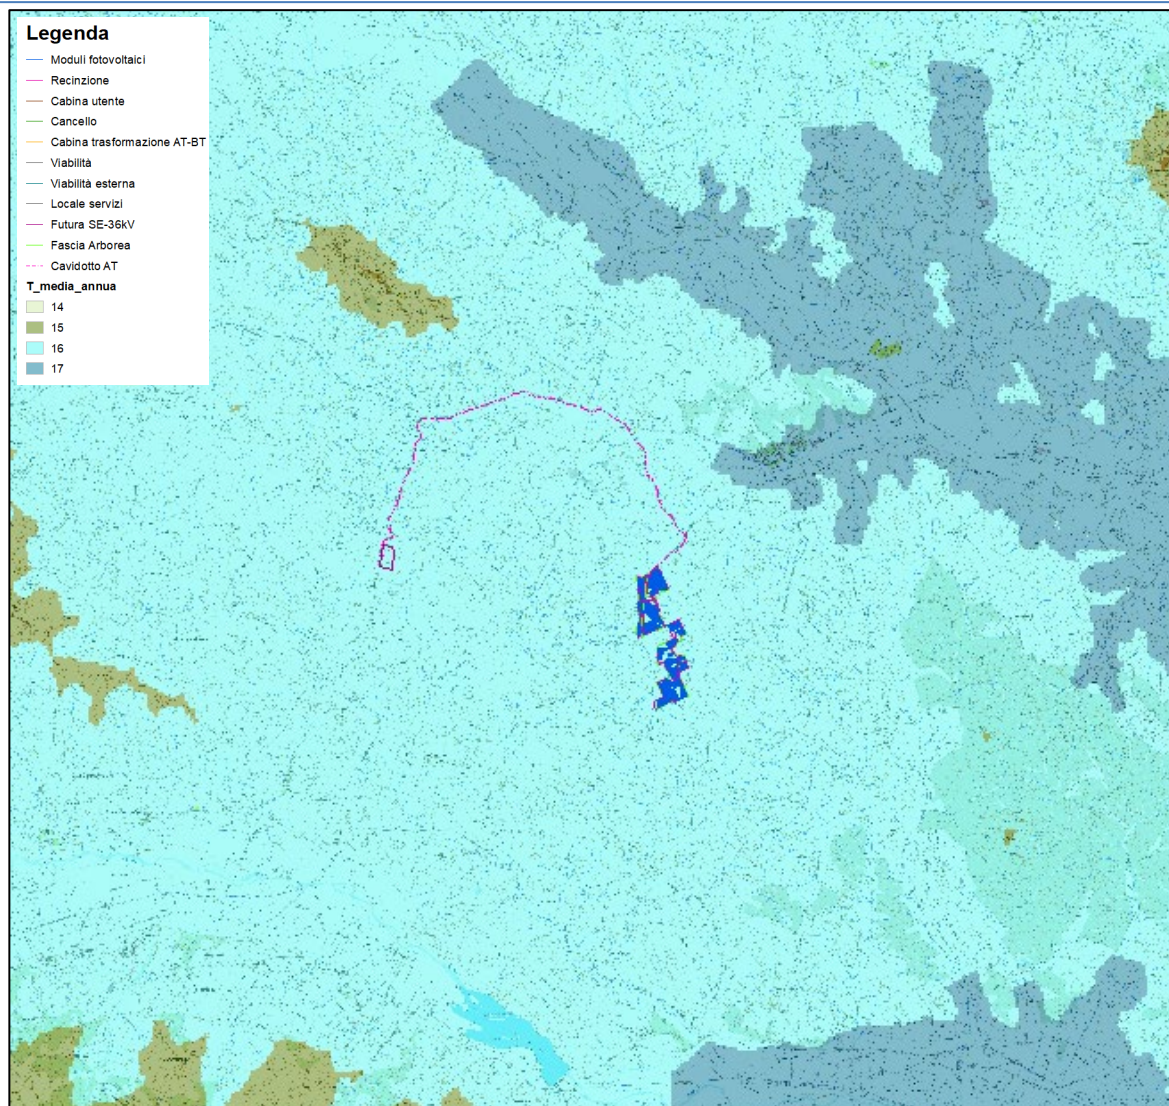 Legenda
Moduli fotovoltaici
Recinzione
Cabina utente
Cancello
Cabina trasformazione AT-BT
Viabilità
Viabilità esterna
Locale servizi
Futura SE-36kV
Fascia Arborea
Cavidotto AT
T_media_annua
14
15
16
17